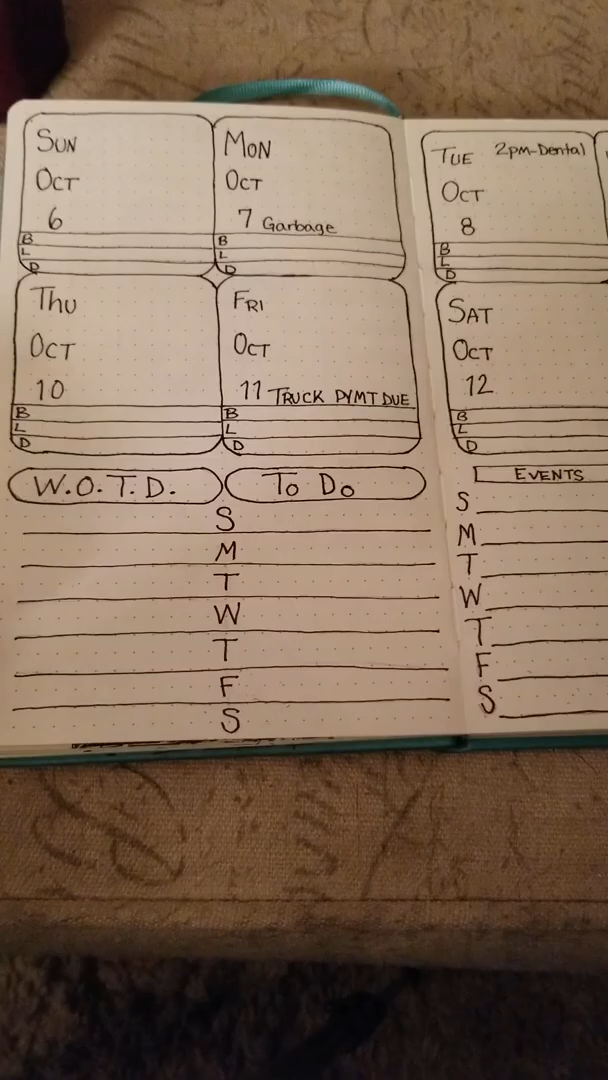 SUN
OCT
6
B
L
D
MON
OCT
7 Garbage
B
L
D
TUE 2pm-Dental
OCT
8
B
L
D
Thu
OCT
10
B
L
D
FRI
OCT
11 TRUCK PYMT DUE
B
L
D
SAT
OCT
12
B
L
D
W.O.T.D.
To Do
S
M
T
W
T
F
S
EVENTS
S
M
T
W
T
F
S